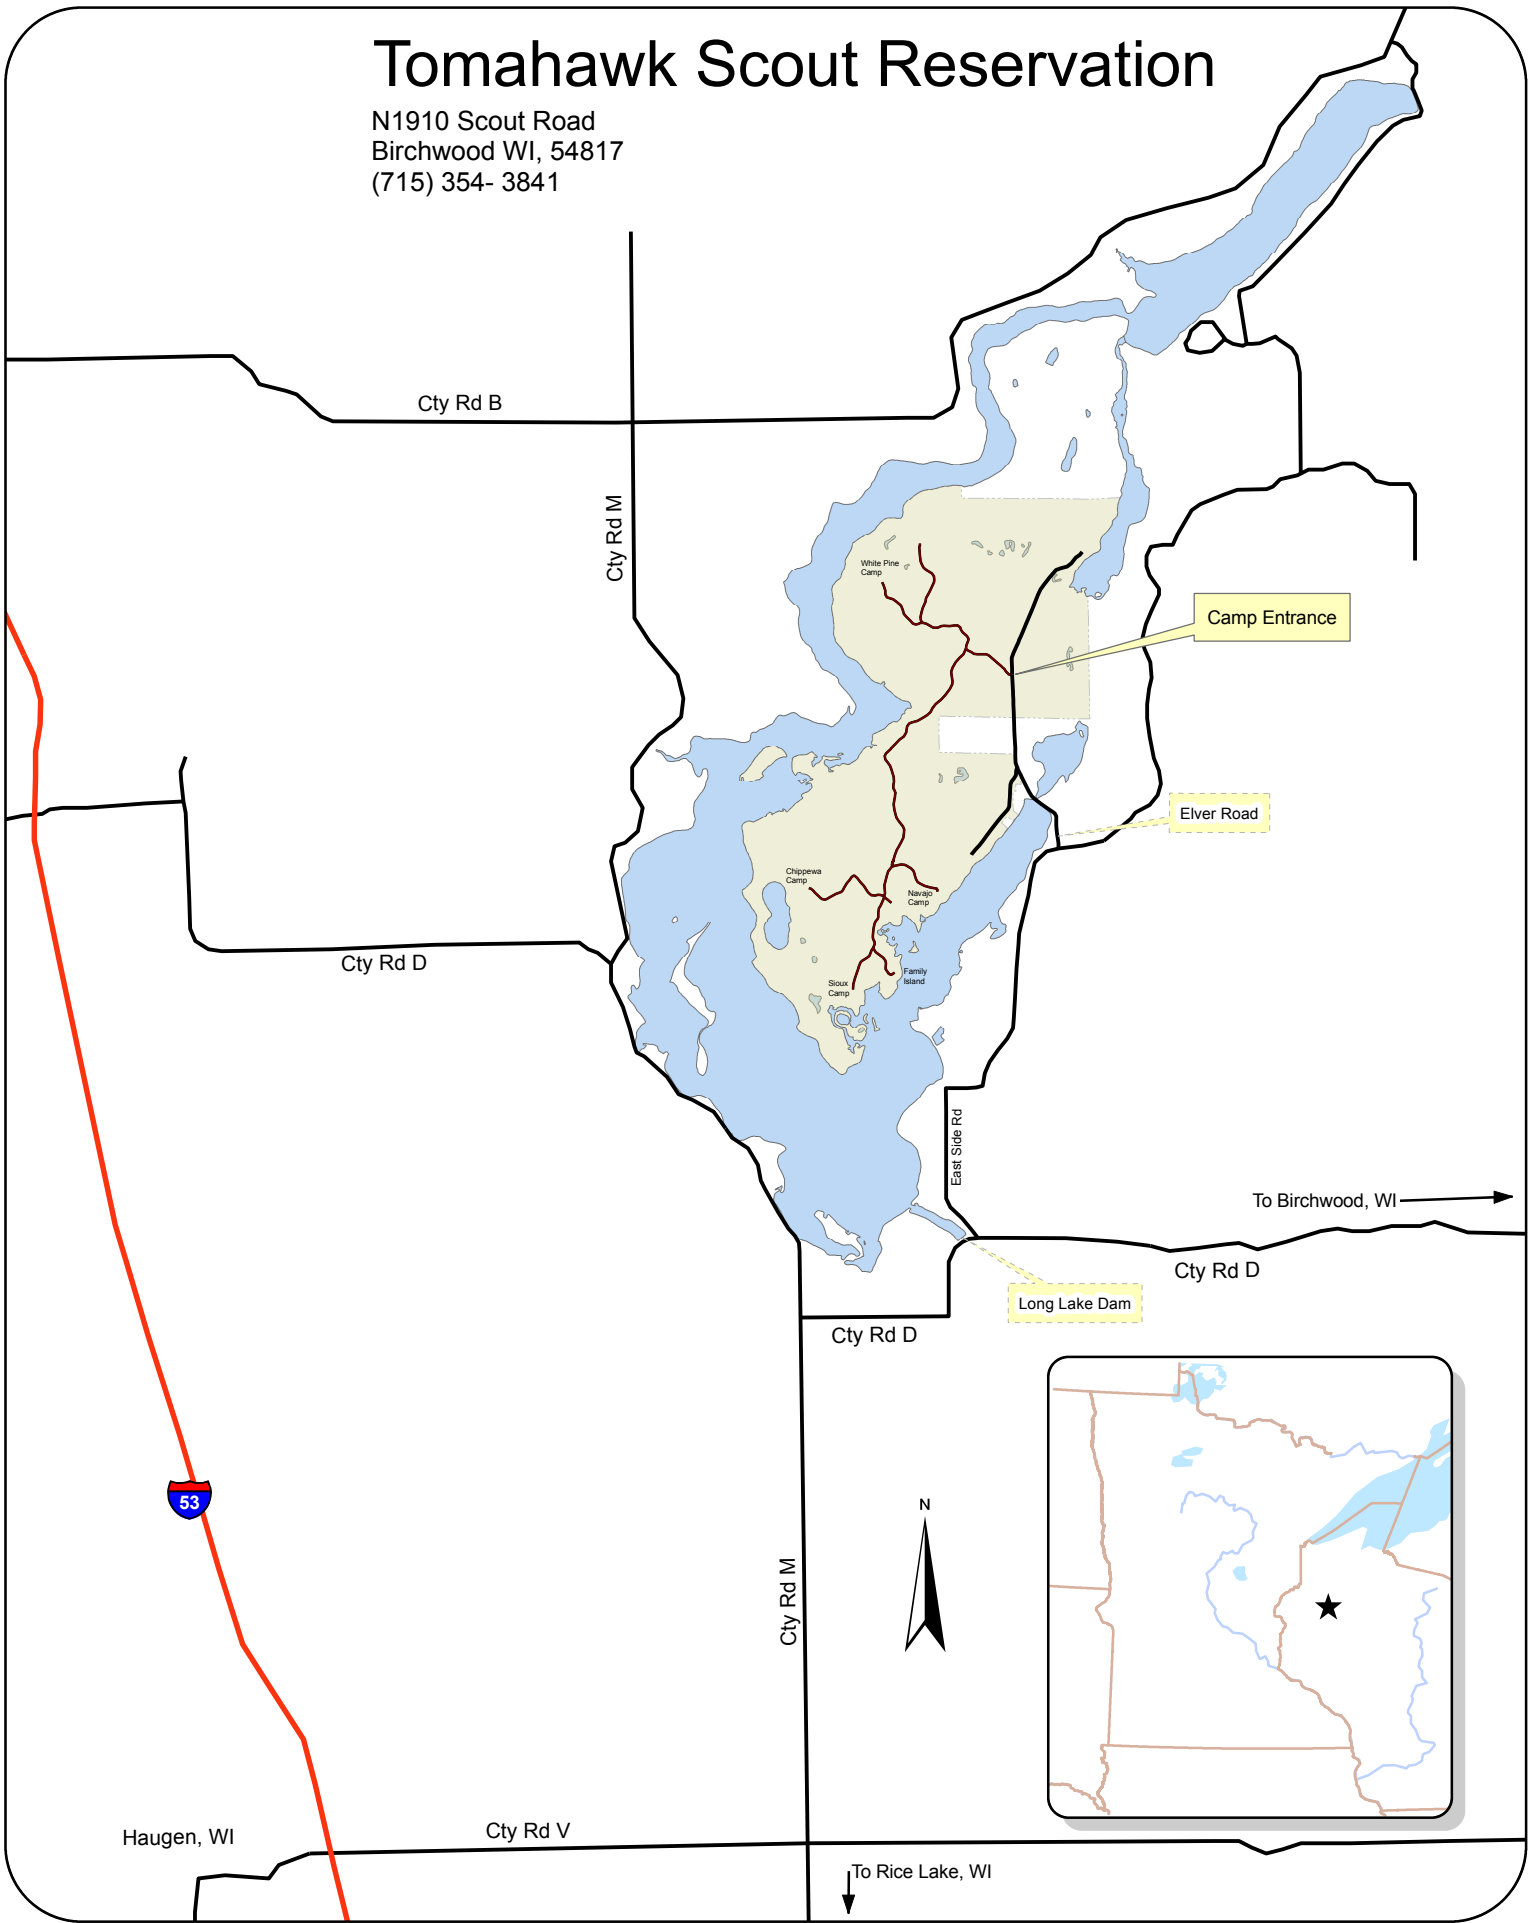 Tomahawk Scout Reservation
N1910 Scout Road
Birchwood WI, 54817
(715) 354- 3841
Cty Rd B
Cty Rd M
White Pine
Camp
Camp Entrance
Elver Road
Chippewa
Camp
Navajo
Camp
Cty Rd D
Family
Island
Sioux
Camp
East Side Rd
To Birchwood, WI
Cty Rd D
Long Lake Dam
Cty Rd D
53
N
Cty Rd M
Haugen, WI
Cty Rd V
To Rice Lake, WI